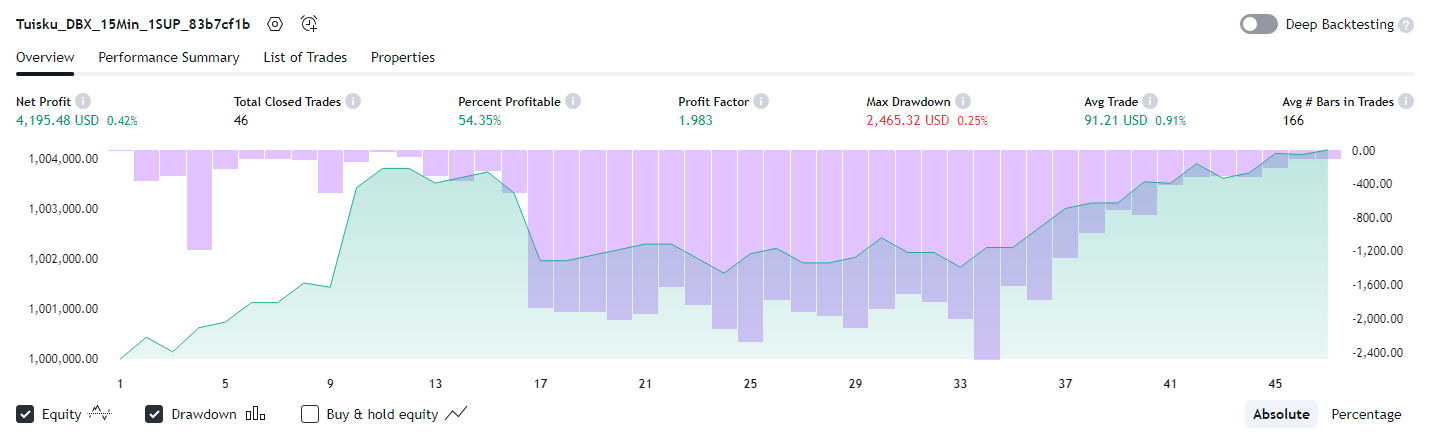 Tuisku_DBX_15Min_1SUP_83b7cf1b Deep Backtesting ?
Overview Performance Summary List of Trades Properties
Net Profit i Total Closed Trades i Percent Profitable i Profit Factor i Max Drawdown i Avg Trade i Avg # Bars in Trades i
4,195.48 USD 0.42% 46 54.35% 1.983 2,465.32 USD 0.25% 91.21 USD 0.91% 166
1,004,000.00 0.00
-400.00
1,003,000.00 -800.00
1,002,000.00 -1,200.00
-1,600.00
1,001,000.00 -2,000.00
1,000,000.00 -2,400.00
1 5 9 13 17 21 25 29 33 37 41 45
Equity Drawdown Buy & hold equity Absolute Percentage